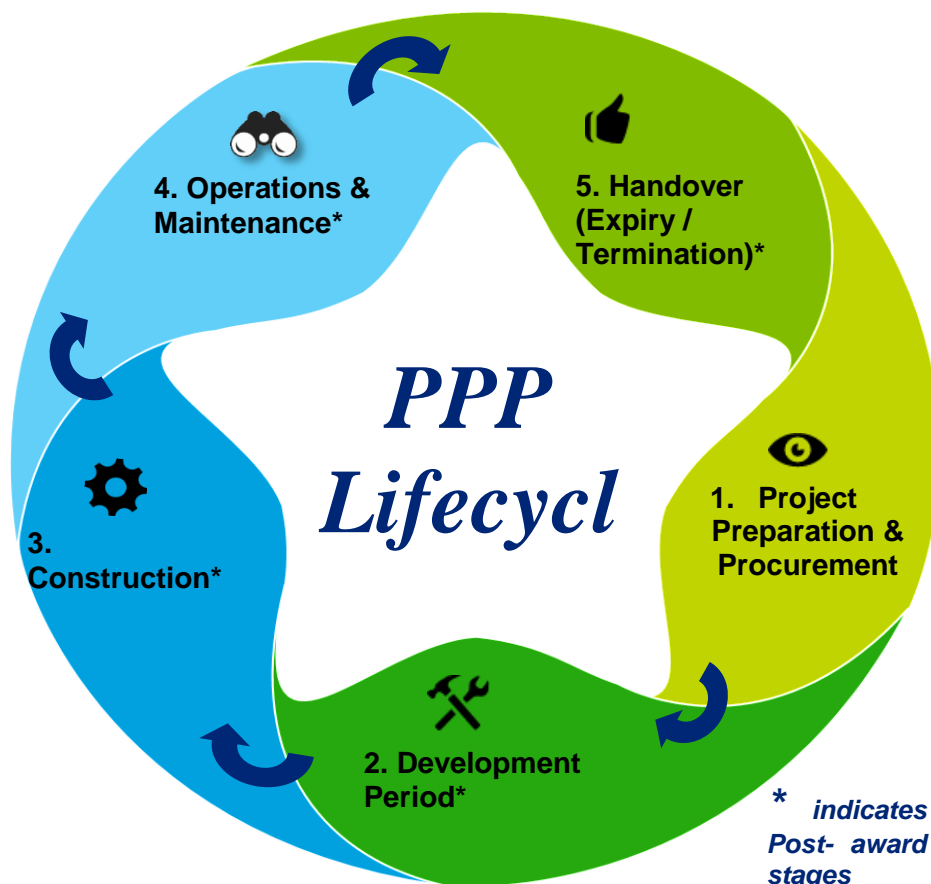 PPP
Lifecycl
1. Project
Preparation &
Procurement
2. Development
Period*
3.
Construction*
4. Operations &
Maintenance*
5. Handover
(Expiry /
Termination)*
* indicates
Post- award
stages